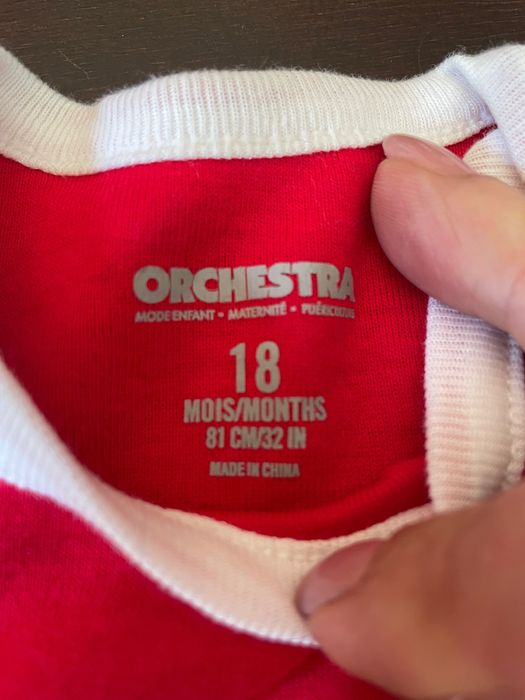 ORCHESTRA
MODE ENFANT • MATERNITÉ • PUÉRICULTURE
18
MOIS/MONTHS
81 CM/32 IN
MADE IN CHINA